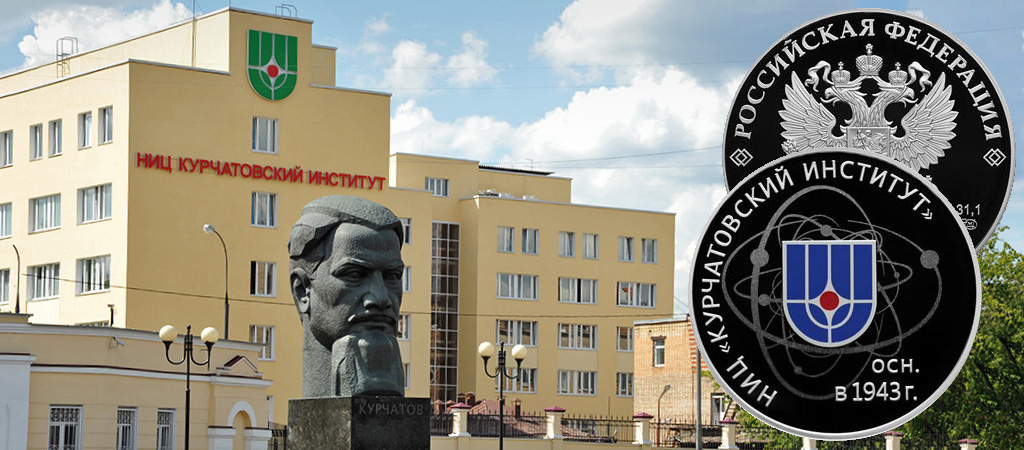 НИЦ КУРЧАТОВСКИЙ ИНСТИТУТ
КУРЧАТОВ
РОССИЙСКАЯ ФЕДЕРАЦИЯ
31,1
НИЦ «КУРЧАТОВСКИЙ ИНСТИТУТ»
осн.
в 1943 г.